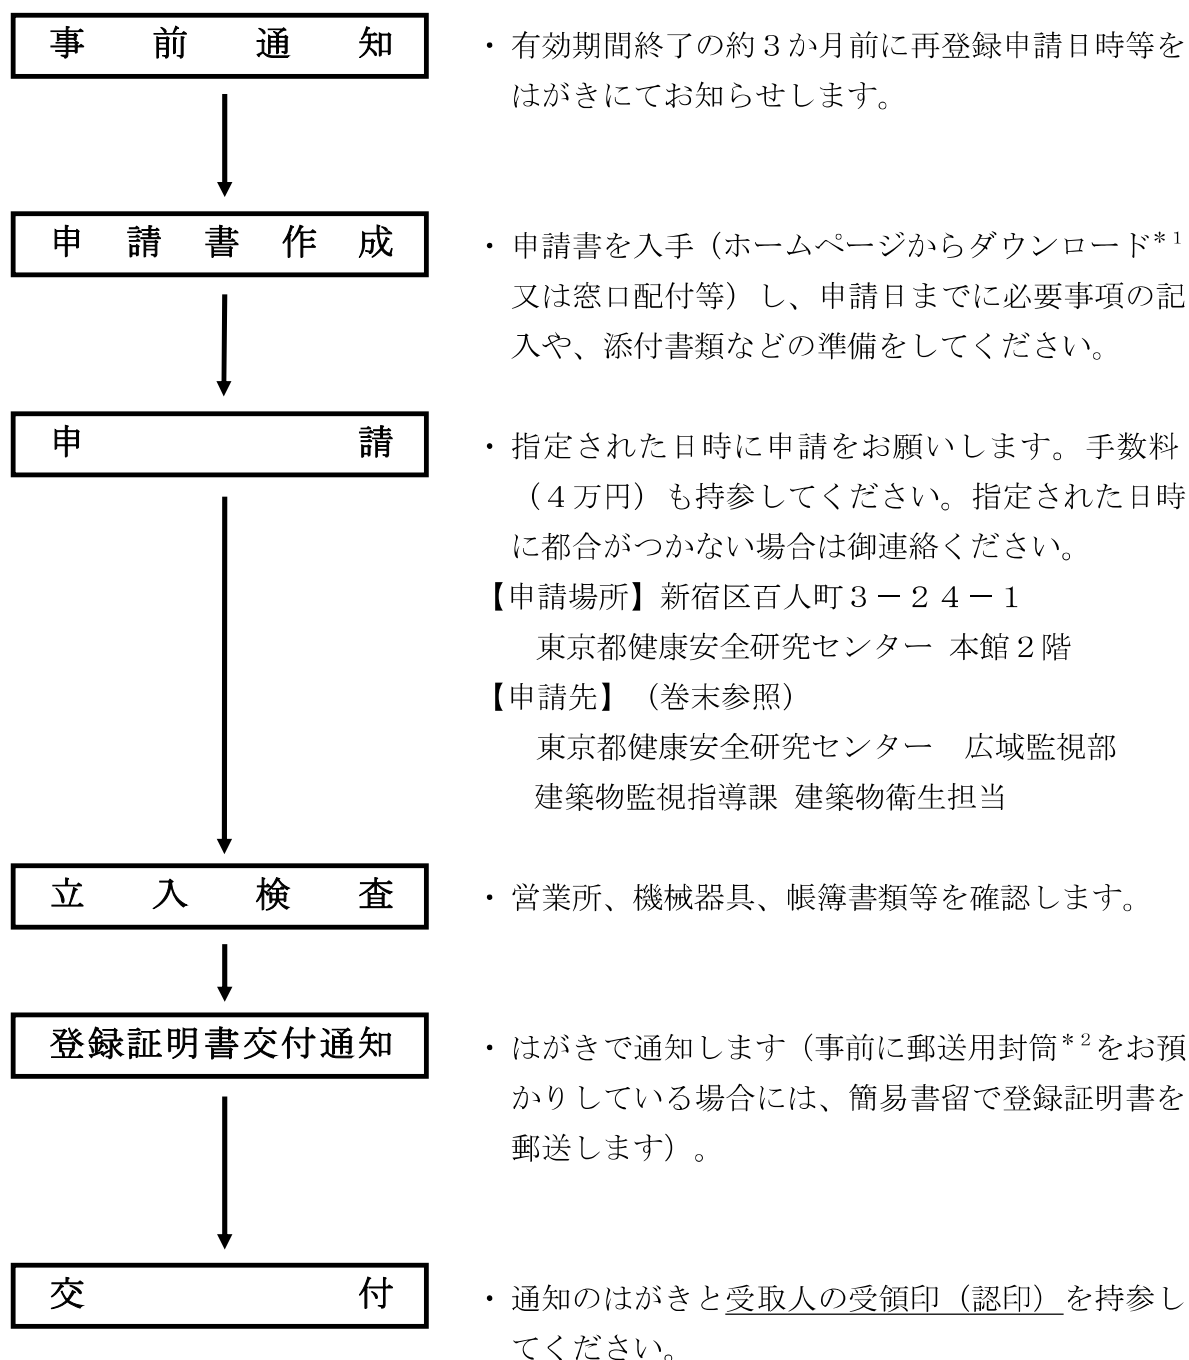 事前通知
・有効期間終了の約３か月前に再登録申請日時等を
はがきにてお知らせします。
申請書作成
・申請書を入手（ホームページからダウンロード*1
又は窓口配付等）し、申請日までに必要事項の記
入や、添付書類などの準備をしてください。
申請
・指定された日時に申請をお願いします。手数料
（４万円）も持参してください。指定された日時
に都合がつかない場合は御連絡ください。
【申請場所】新宿区百人町３－２４－１
東京都健康安全研究センター 本館２階
【申請先】（巻末参照）
東京都健康安全研究センター　広域監視部
建築物監視指導課 建築物衛生担当
立入検査
・営業所、機械器具、帳簿書類等を確認します。
登録証明書交付通知
・はがきで通知します（事前に郵送用封筒*2をお預
かりしている場合には、簡易書留で登録証明書を
郵送します）。
交付
・通知のはがきと受取人の受領印（認印）を持参し
てください。